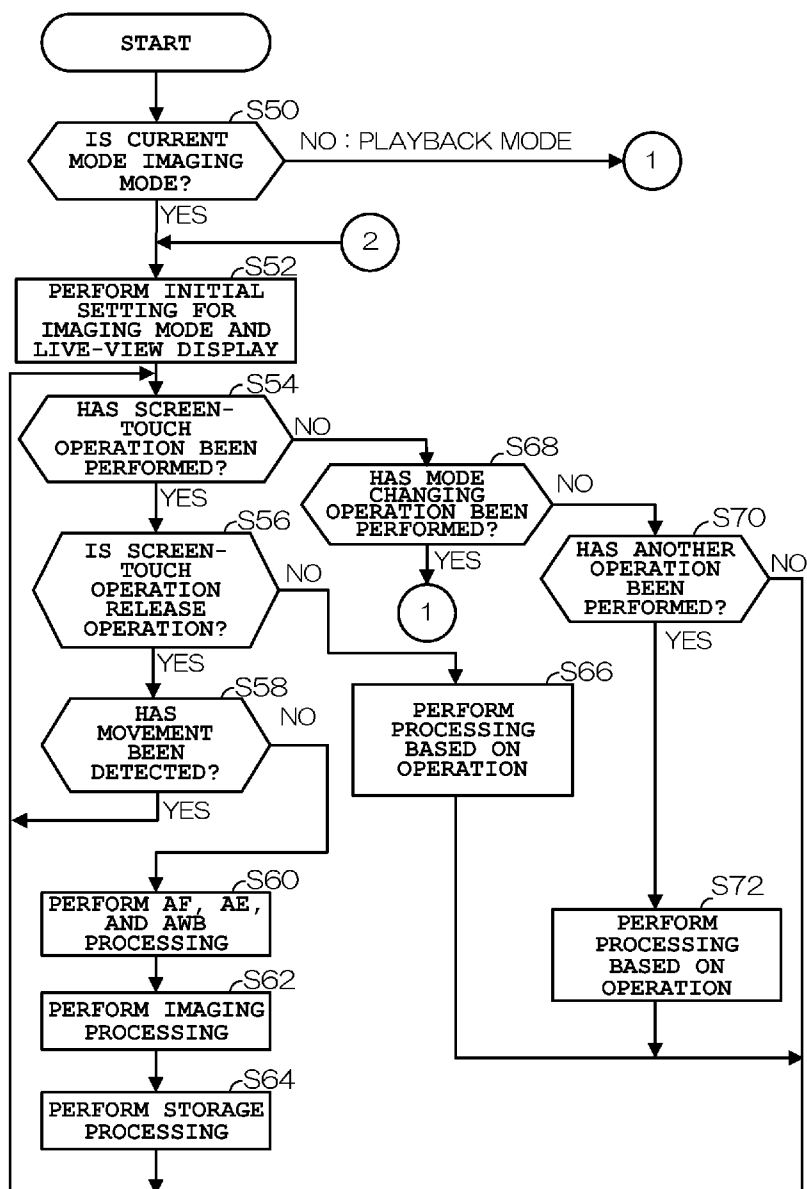 START
S50
IS CURRENT
MODE IMAGING
MODE?
NO : PLAYBACK MODE
1
YES
2
S52
PERFORM INITIAL
SETTING FOR
IMAGING MODE AND
LIVE-VIEW DISPLAY
S54
HAS SCREEN-
TOUCH
OPERATION BEEN
PERFORMED?
NO
YES
S68
HAS MODE
CHANGING
OPERATION BEEN
PERFORMED?
NO
YES
1
S70
HAS ANOTHER
OPERATION
BEEN
PERFORMED?
NO
YES
S56
IS SCREEN-
TOUCH
OPERATION
RELEASE
OPERATION?
NO
YES
S66
PERFORM
PROCESSING
BASED ON
OPERATION
S58
HAS
MOVEMENT
BEEN
DETECTED?
NO
YES
S60
PERFORM AF, AE,
AND AWB
PROCESSING
S72
PERFORM
PROCESSING
BASED ON
OPERATION
S62
PERFORM IMAGING
PROCESSING
S64
PERFORM STORAGE
PROCESSING